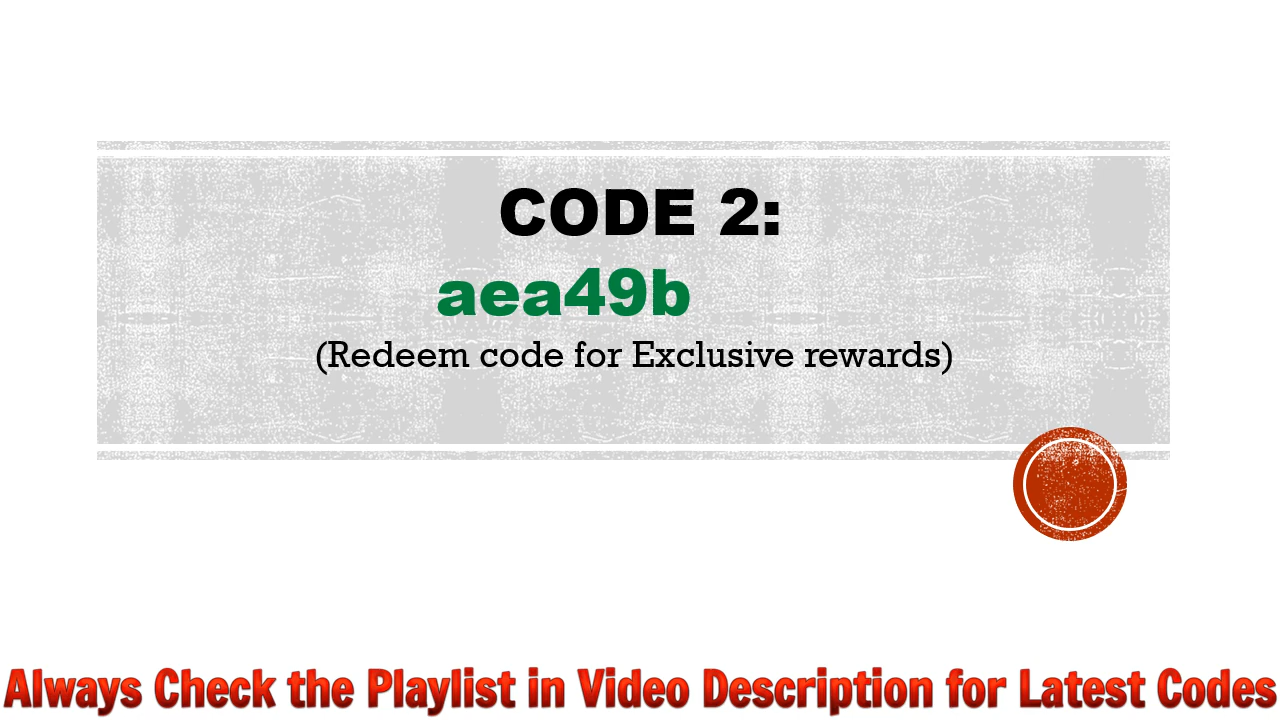 CODE 2:
aea49b
(Redeem code for Exclusive rewards)
Always Check the Playlist in Video Description for Latest Codes